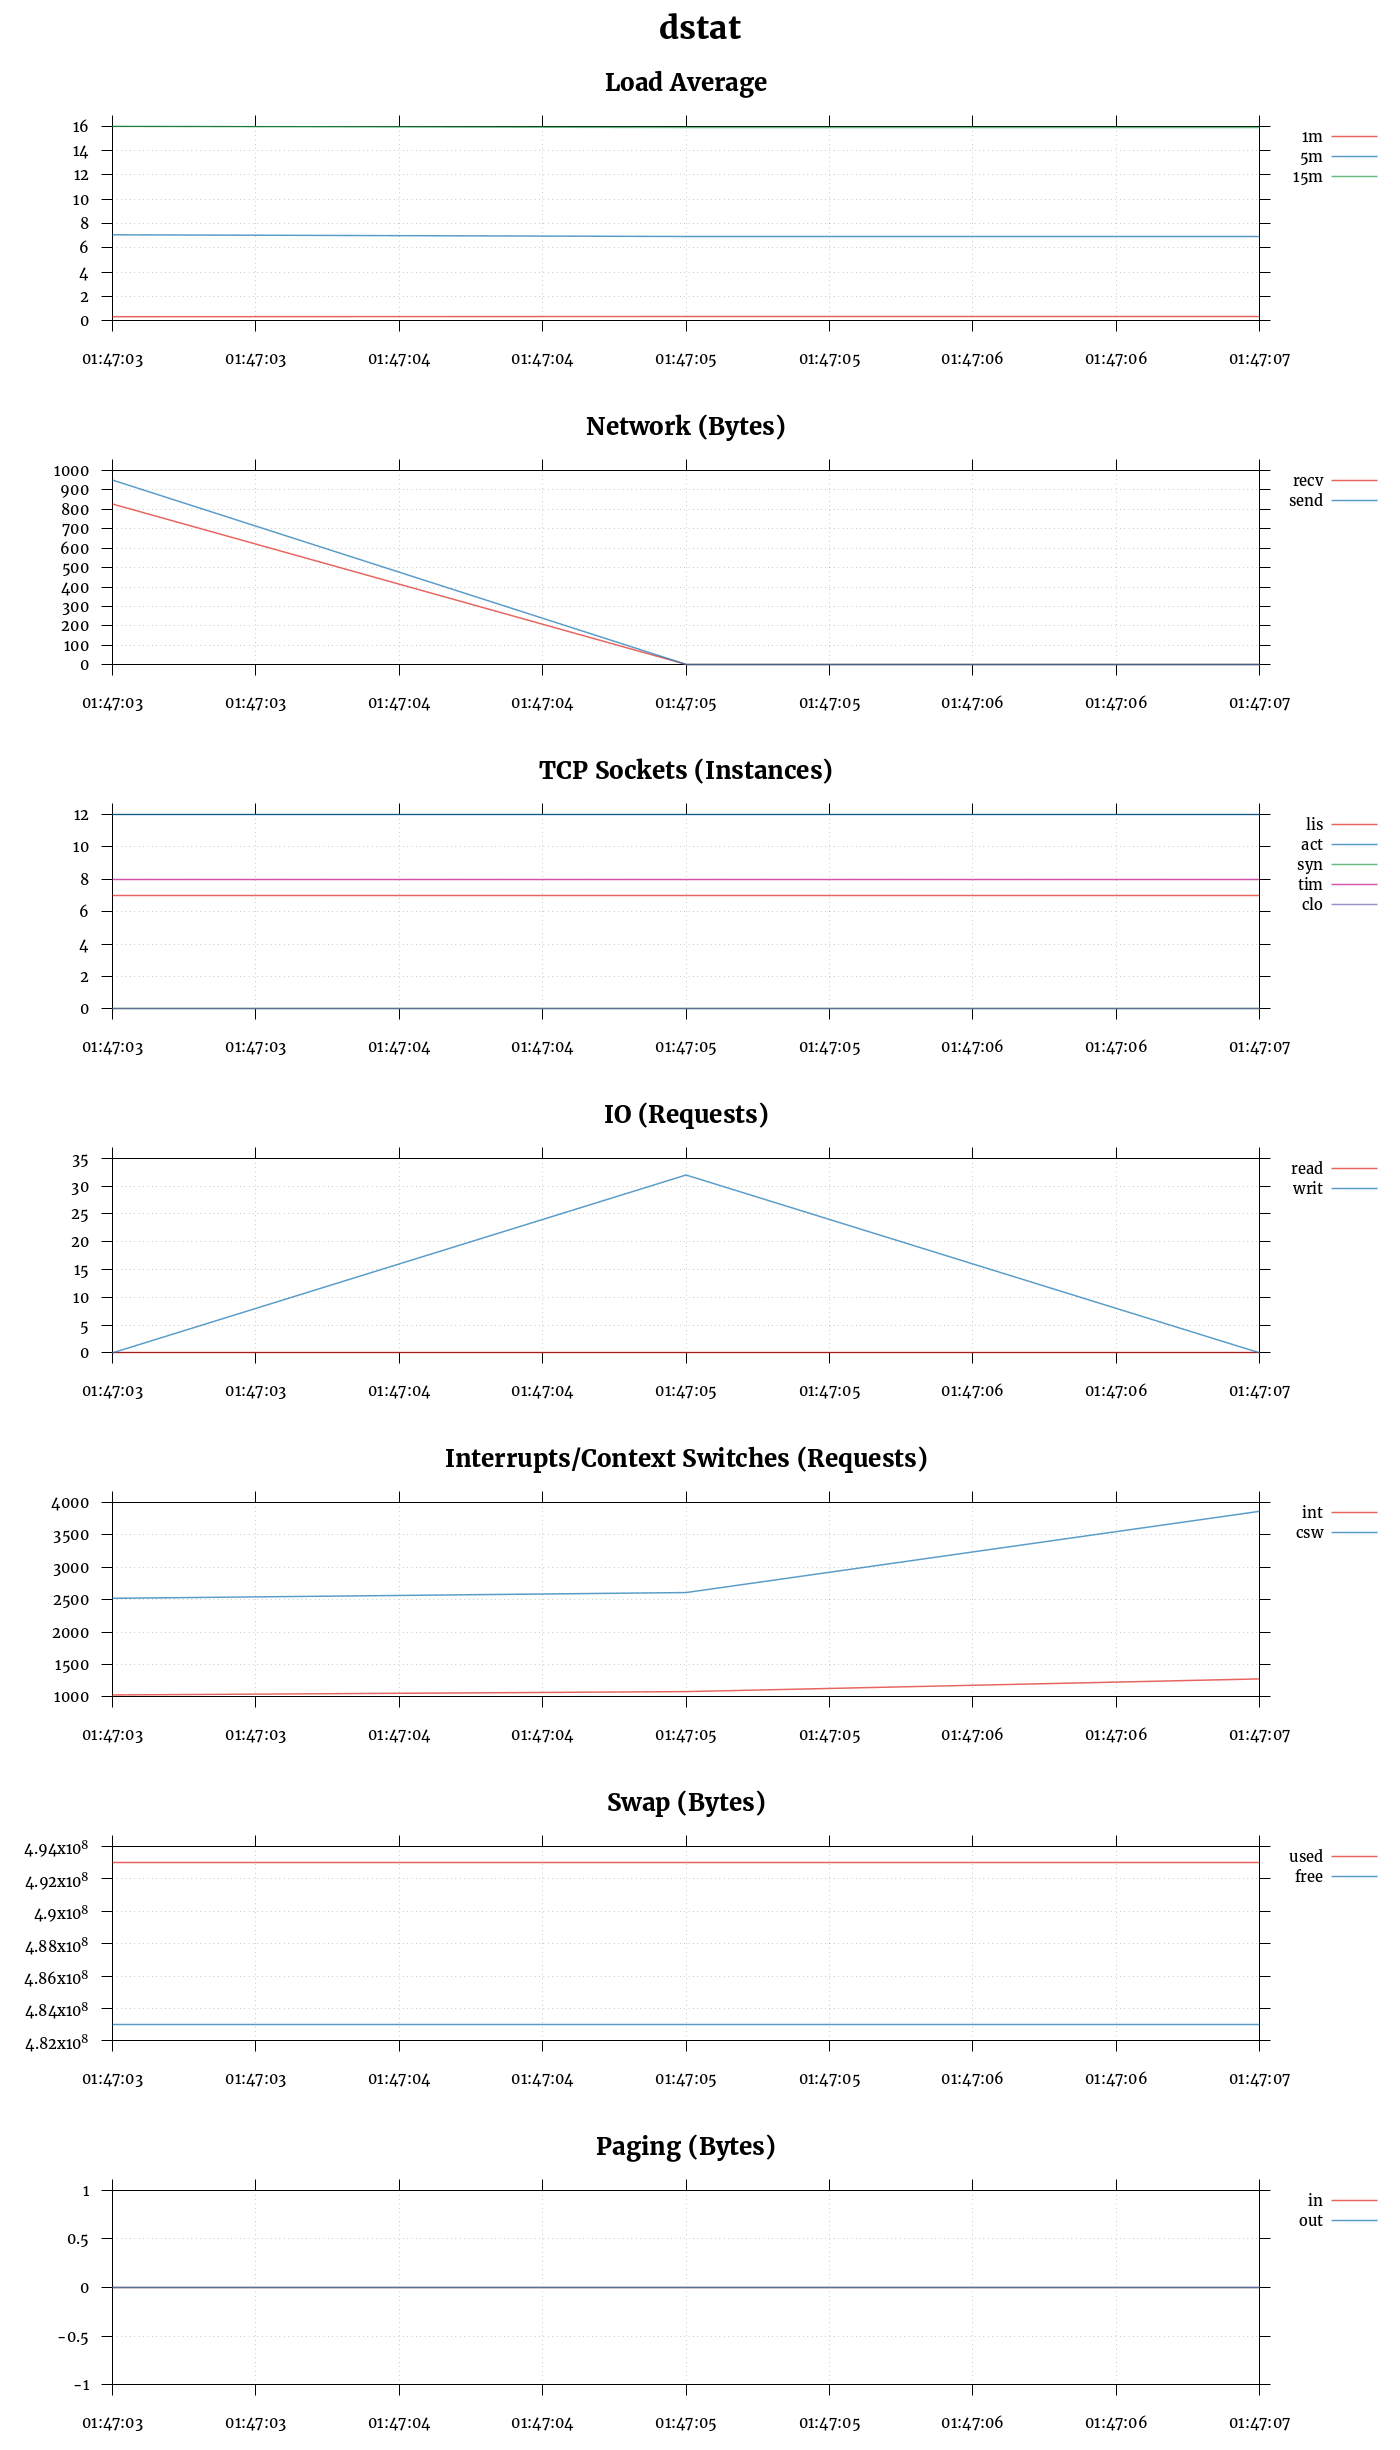 dstat
Load Average
16
14
12
10
8
6
4
2
0
01:47:03 01:47:03 01:47:04 01:47:04 01:47:05 01:47:05 01:47:06 01:47:06 01:47:07
1m
5m
15m
Network (Bytes)
1000
900
800
700
600
500
400
300
200
100
0
01:47:03 01:47:03 01:47:04 01:47:04 01:47:05 01:47:05 01:47:06 01:47:06 01:47:07
recv
send
TCP Sockets (Instances)
12
10
8
6
4
2
0
01:47:03 01:47:03 01:47:04 01:47:04 01:47:05 01:47:05 01:47:06 01:47:06 01:47:07
lis
act
syn
tim
clo
IO (Requests)
35
30
25
20
15
10
5
0
01:47:03 01:47:03 01:47:04 01:47:04 01:47:05 01:47:05 01:47:06 01:47:06 01:47:07
read
writ
Interrupts/Context Switches (Requests)
4000
3500
3000
2500
2000
1500
1000
01:47:03 01:47:03 01:47:04 01:47:04 01:47:05 01:47:05 01:47:06 01:47:06 01:47:07
int
csw
Swap (Bytes)
4.94x10⁸
4.92x10⁸
4.9x10⁸
4.88x10⁸
4.86x10⁸
4.84x10⁸
4.82x10⁸
01:47:03 01:47:03 01:47:04 01:47:04 01:47:05 01:47:05 01:47:06 01:47:06 01:47:07
used
free
Paging (Bytes)
1
0.5
0
-0.5
-1
01:47:03 01:47:03 01:47:04 01:47:04 01:47:05 01:47:05 01:47:06 01:47:06 01:47:07
in
out